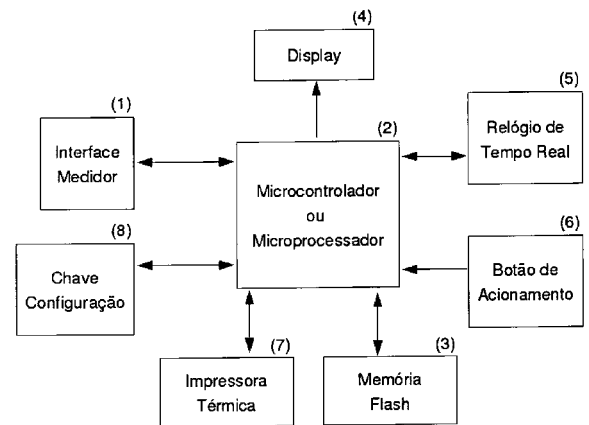 (4)
Display
(1)
Interface
Medidor
(2)
Microcontrolador
ou
Microprocessador
(5)
Relógio de
Tempo Real
(8)
Chave
Configuração
(6)
Botão de
Acionamento
(7)
Impressora
Térmica
(3)
Memória
Flash